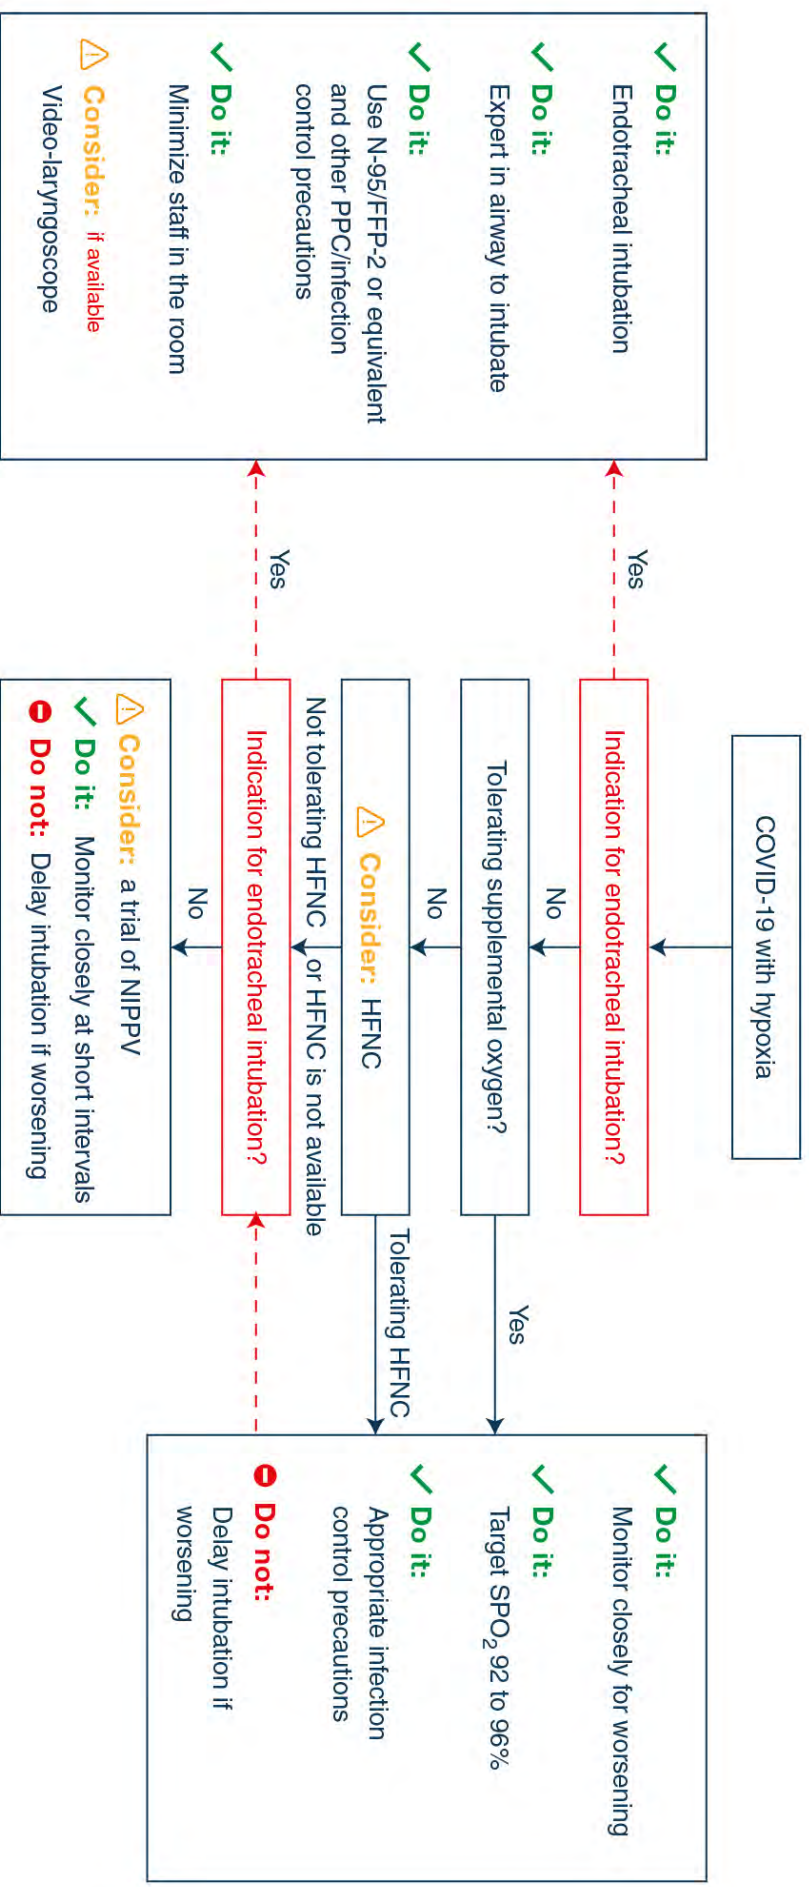 COVID-19 with hypoxia
Indication for endotracheal intubation?
Yes
No
Tolerating supplemental oxygen?
Yes
No
Consider: HFNC
Tolerating HFNC
Not tolerating HFNC or HFNC is not available
Indication for endotracheal intubation?
Yes
No
Consider: a trial of NIPPV
Do it: Monitor closely at short intervals
Do not: Delay intubation if worsening
Do it:
Endotracheal intubation
Do it:
Expert in airway to intubate
Do it:
Use N-95/FFP-2 or equivalent
and other PPC/infection
control precautions
Do it:
Minimize staff in the room
Consider: if available
Video-laryngoscope
Do it:
Monitor closely for worsening
Do it:
Target SPO2 92 to 96%
Do it:
Appropriate infection
control precautions
Do not:
Delay intubation if
worsening